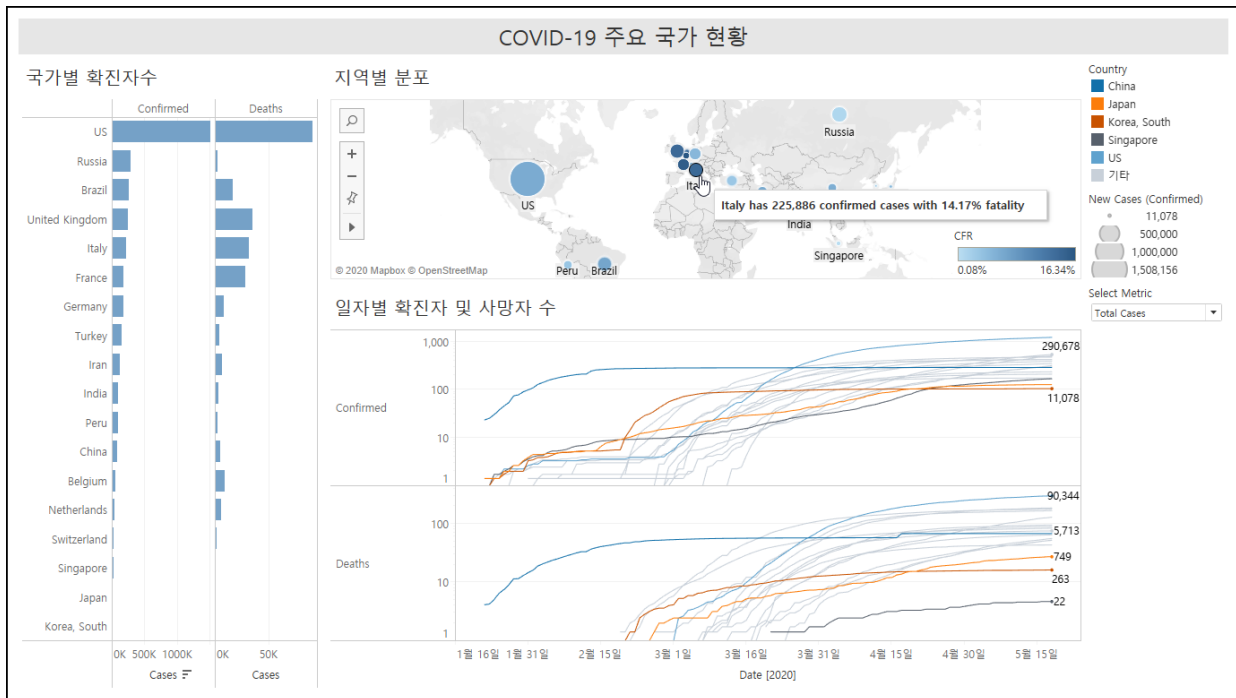 COVID-19 주요 국가 현황
국가별 확진자수
Confirmed Deaths
US
Russia
Brazil
United Kingdom
Italy
France
Germany
Turkey
Iran
India
Peru
China
Belgium
Netherlands
Switzerland
Singapore
Japan
Korea, South
0K 500K 1000K 0K 50K
Cases Cases
지역별 분포
Russia
US
Italy has 225,886 confirmed cases with 14.17% fatality
India
Singapore
Peru Brazil
CFR
0.08% 16.34%
© 2020 Mapbox © OpenStreetMap
일자별 확진자 및 사망자 수
Confirmed
1,000
100
10
1
290,678
11,078
Deaths
100
10
1
90,344
5,713
749
263
22
1월 16일 1월 31일 2월 15일 3월 1일 3월 16일 3월 31일 4월 15일 4월 30일 5월 15일
Date [2020]
Country
China
Japan
Korea, South
Singapore
US
기타
New Cases (Confirmed)
11,078
500,000
1,000,000
1,508,156
Select Metric
Total Cases